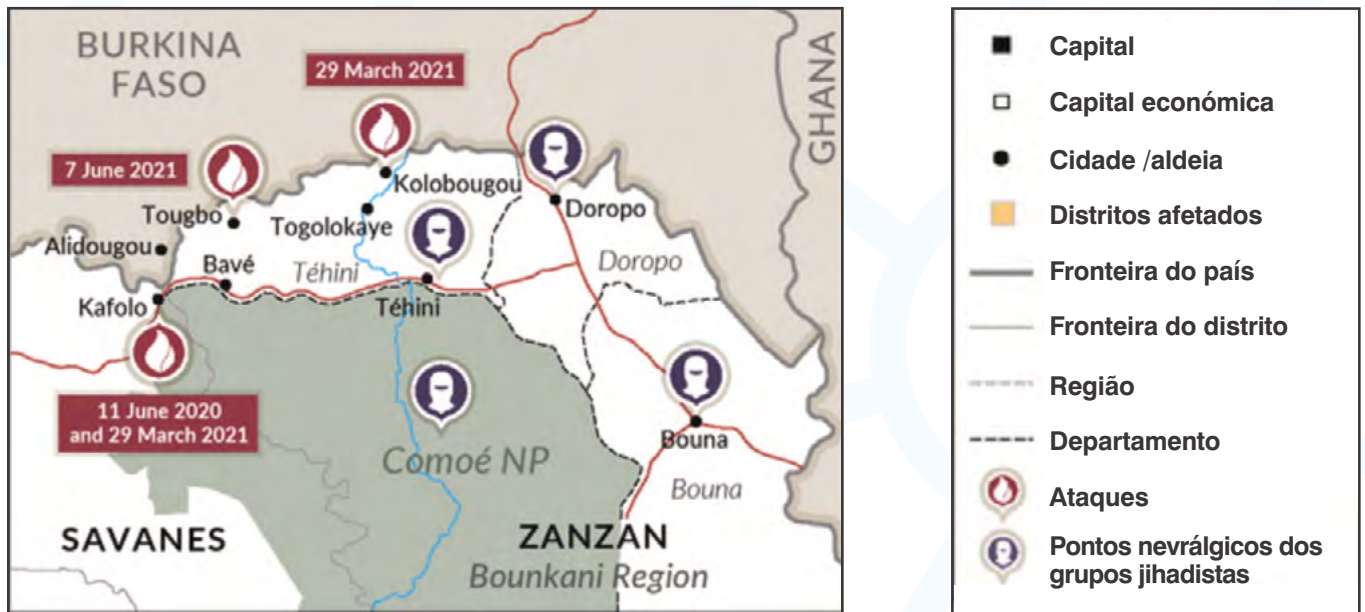 BURKINA
FASO
29 March 2021
GHANA
7 June 2021
Kolobougou
Tougbo
Togolokaye
Doropo
Alidougou
Bavé
Téhini
Doropo
Kafolo
Téhini
11 June 2020
and 29 March 2021
Bouna
Comoé NP
Bouna
SAVANES
ZANZAN
Bounkani Region
Capital
Capital económica
Cidade /aldeia
Distritos afetados
Fronteira do país
Fronteira do distrito
Região
Departamento
Ataques
Pontos nevrálgicos dos
grupos jihadistas